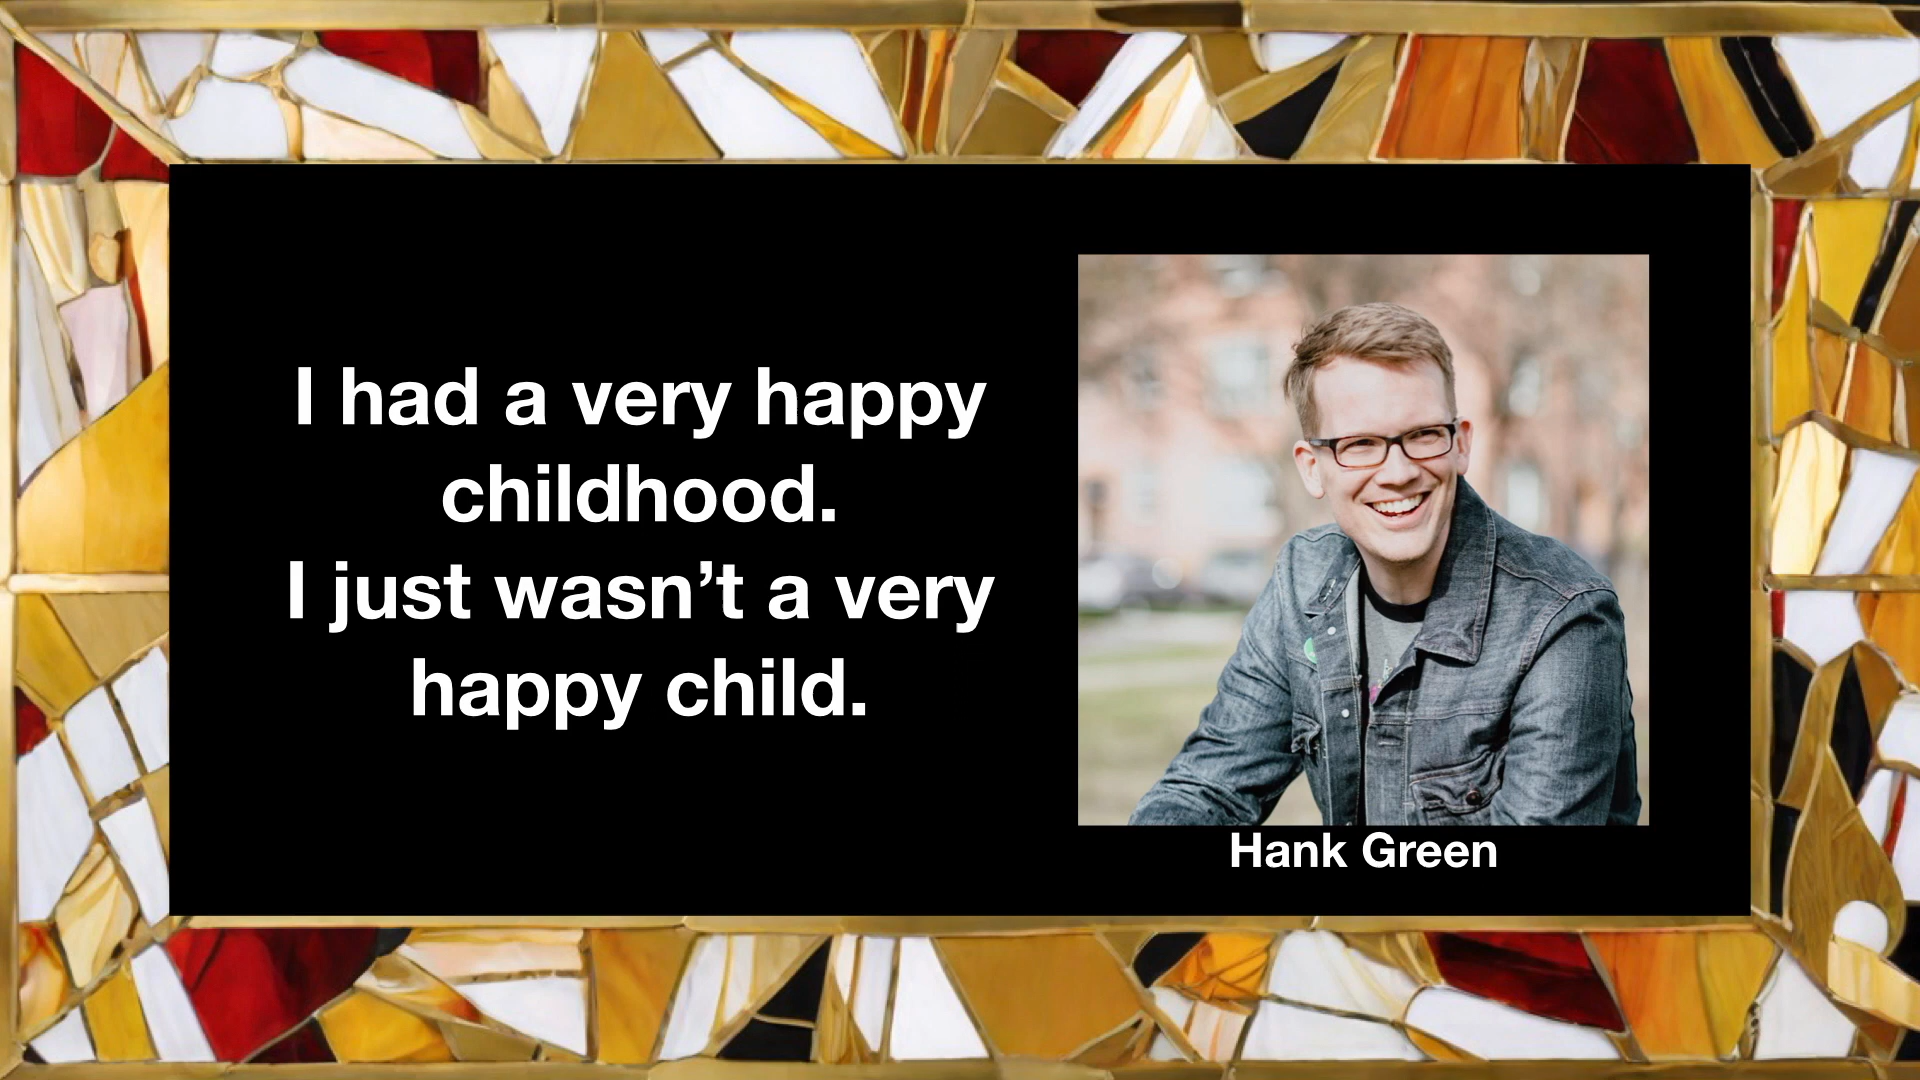 I had a very happy
childhood.
I just wasn’t a very
happy child.
Hank Green